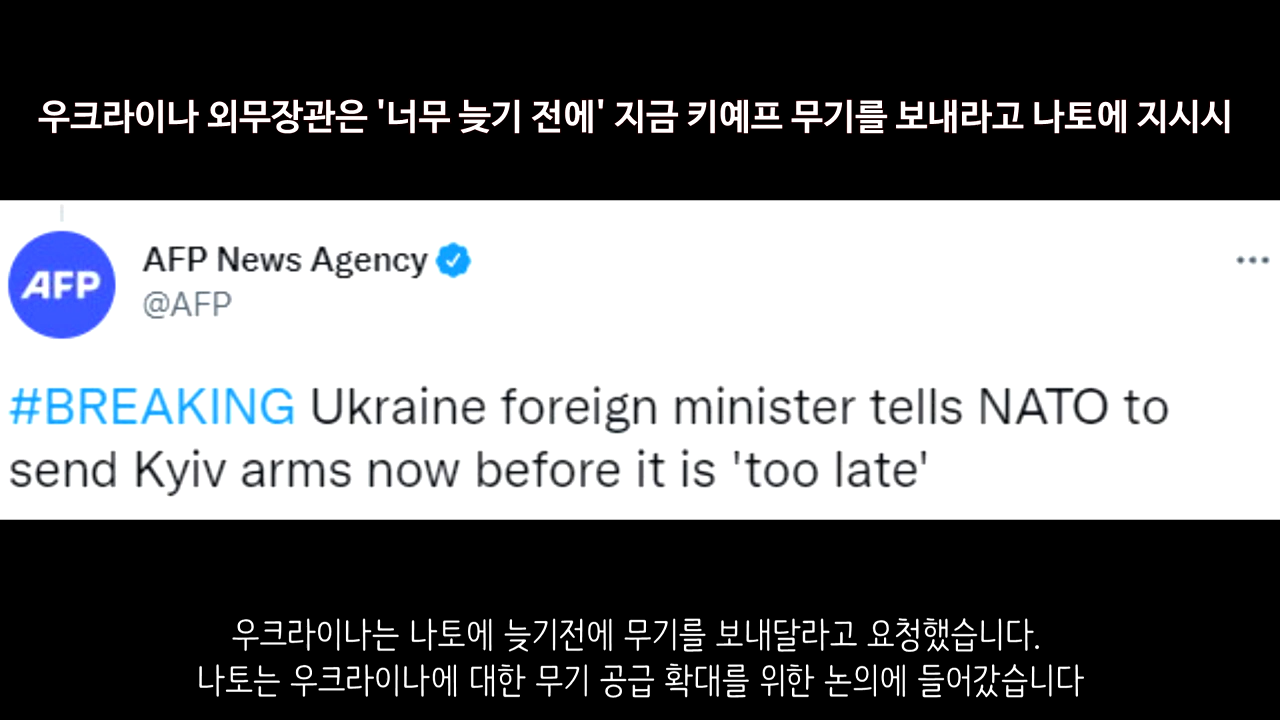 우크라이나 외무장관은 '너무 늦기 전에' 지금 키예프 무기를 보내라고 나토에 지시시
AFP
AFP News Agency
@AFP
#BREAKING Ukraine foreign minister tells NATO to
send Kyiv arms now before it is 'too late'
우크라이나는 나토에 늦기전에 무기를 보내달라고 요청했습니다.
나토는 우크라이나에 대한 무기 공급 확대를 위한 논의에 들어갔습니다